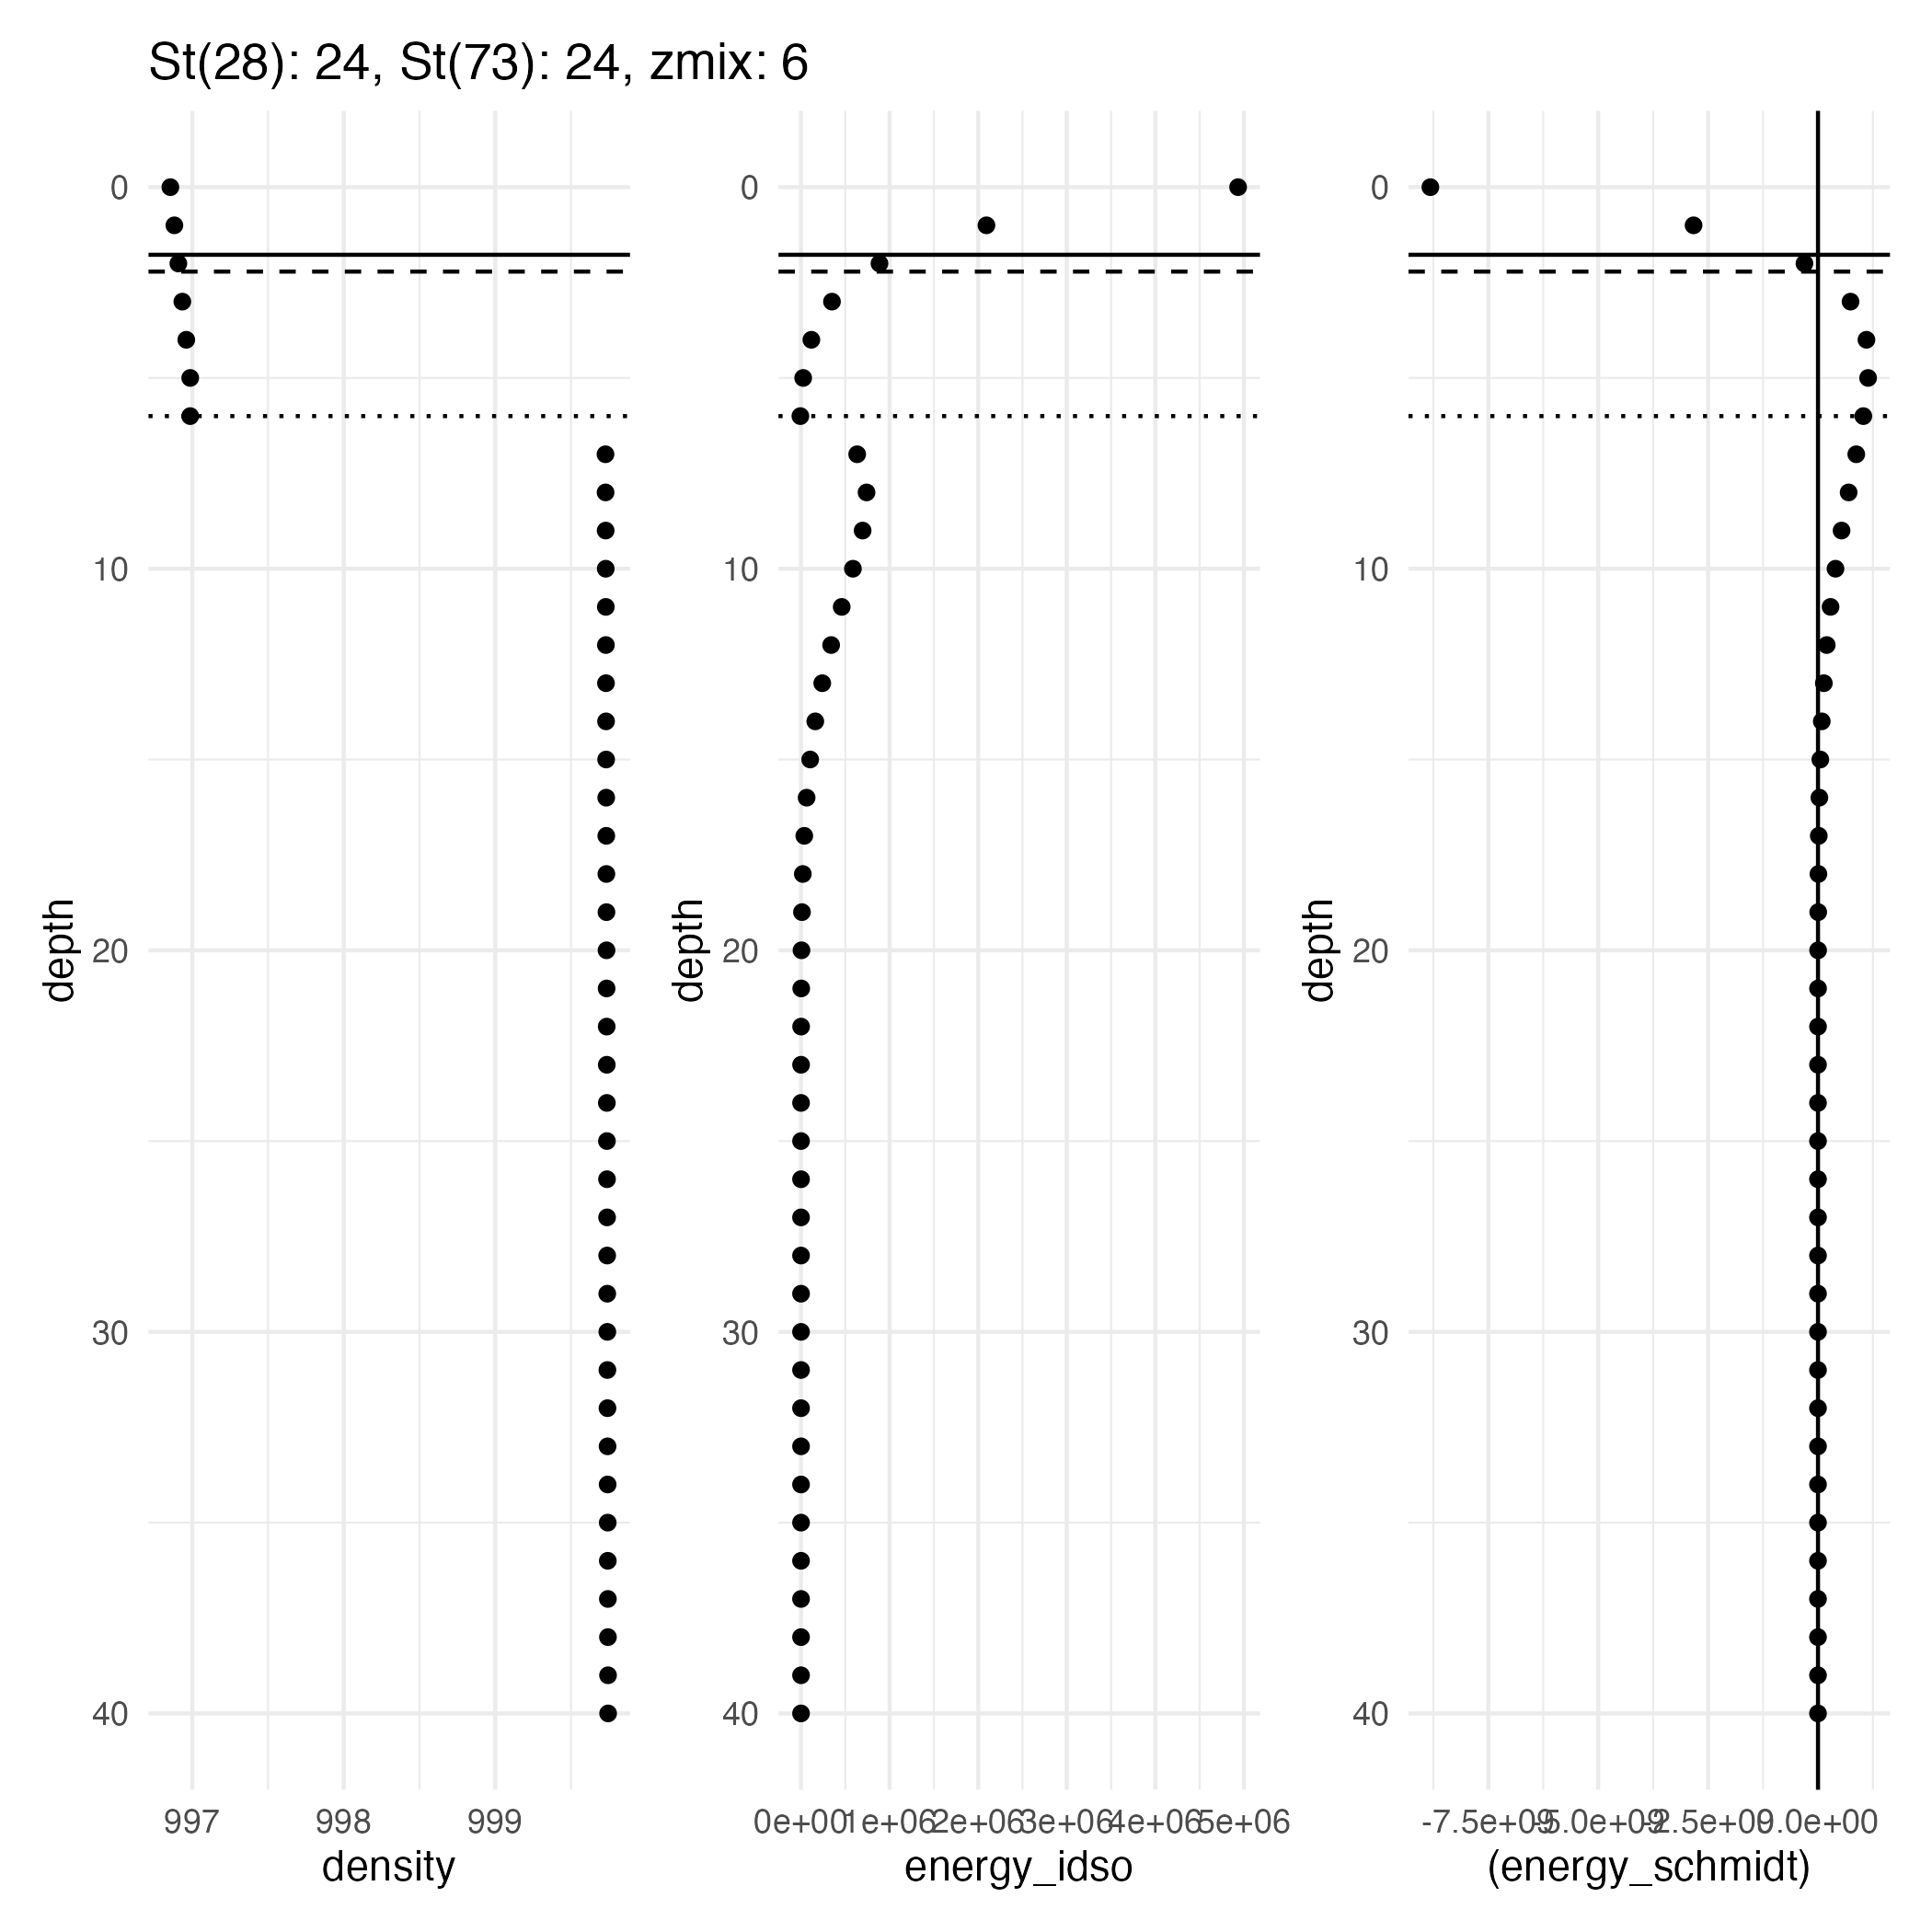 St(28): 24, St(73): 24, zmix: 6
0
10
20
30
40
depth
997
998
999
density
0
10
20
30
40
depth
0e+00
1e+06
2e+06
3e+06
4e+06
5e+06
energy_idso
0
10
20
30
40
depth
-7.5e+09
-5.0e+09
-2.5e+09
0.0e+00
(energy_schmidt)